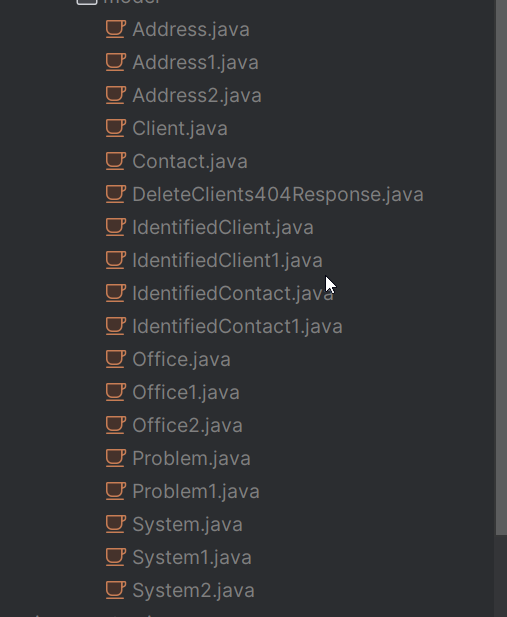 model
Address.java
Address1.java
Address2.java
Client.java
Contact.java
DeleteClients404Response.java
IdentifiedClient.java
IdentifiedClient1.java
IdentifiedContact.java
IdentifiedContact1.java
Office.java
Office1.java
Office2.java
Problem.java
Problem1.java
System.java
System1.java
System2.java